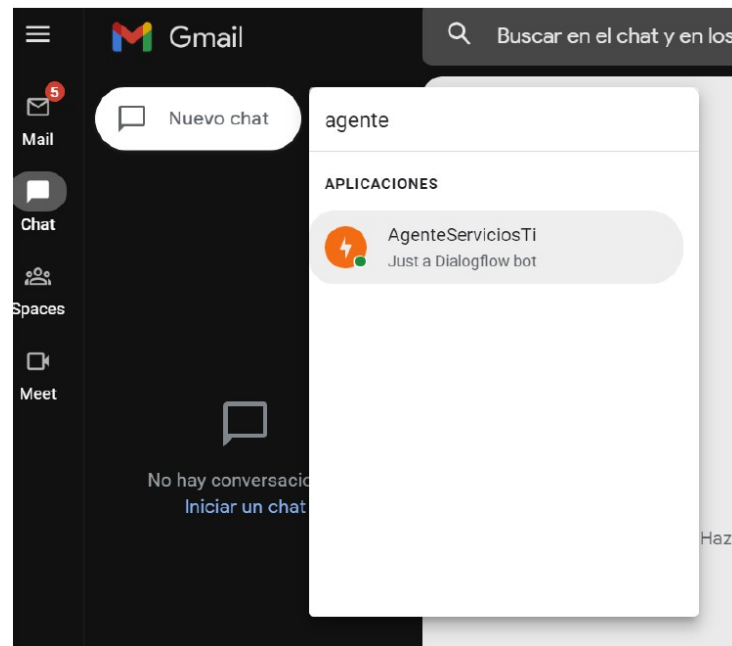 Gmail
Buscar en el chat y en los
5
Mail
Nuevo chat
agente
APLICACIONES
Chat
AgenteServiciosTi
Just a Dialogflow bot
Spaces
Meet
No hay conversacio
Iniciar un chat
Haz